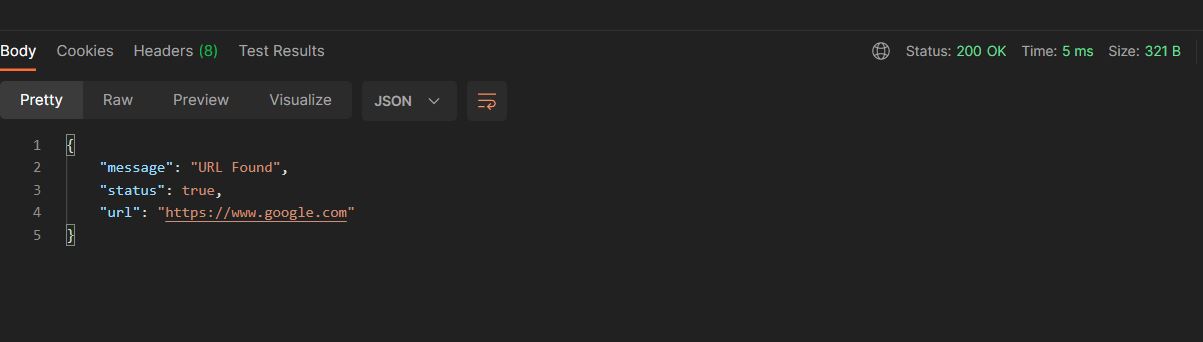 Body Cookies Headers (8) Test Results Status: 200 OK Time: 5 ms Size: 321 B
Pretty Raw Preview Visualize JSON
1 {
2 "message": "URL Found",
3 "status": true,
4 "url": "https://www.google.com"
5 }